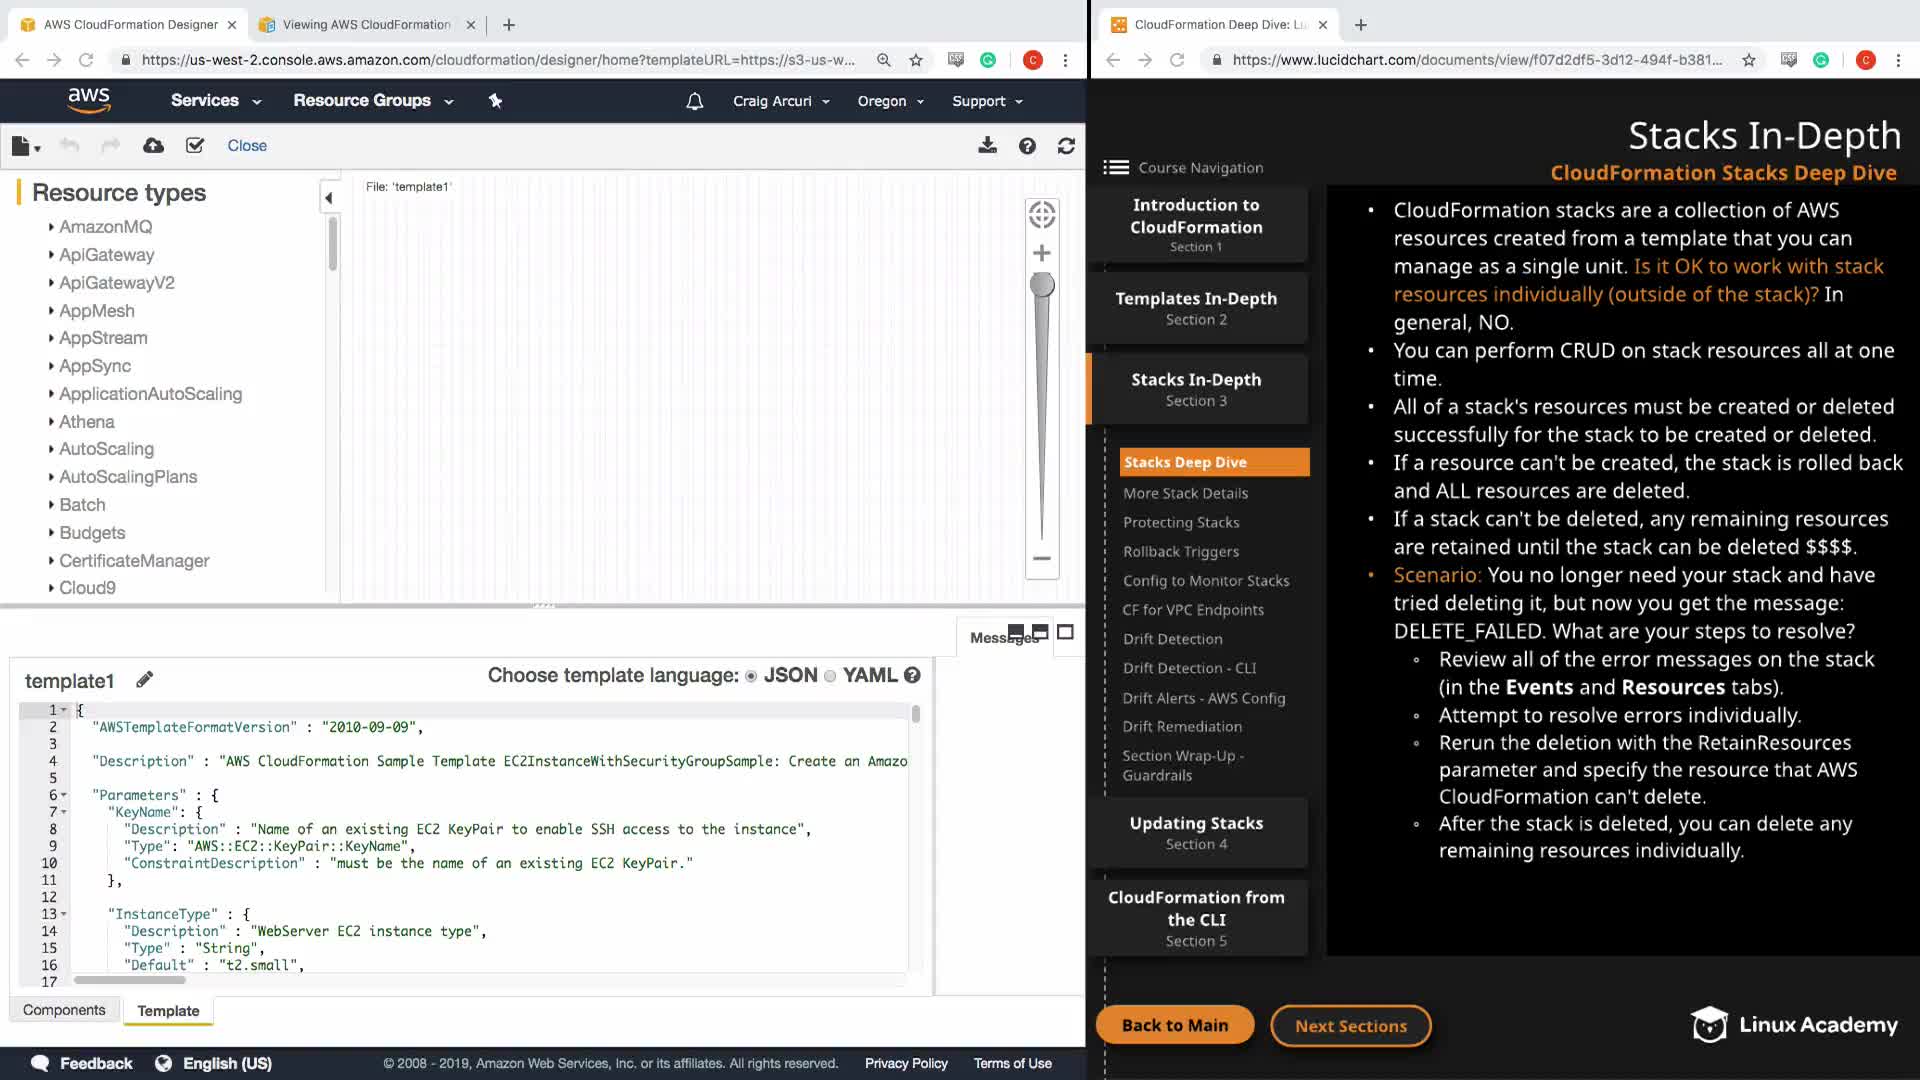 AWS CloudFormation Designer
Viewing AWS CloudFormation
https://us-west-2.console.aws.amazon.com/cloudformation/designer/home?templateURL=https://s3-us-w...
aws
Services
Resource Groups
Craig Arcuri
Oregon
Support
Close
Resource types
AmazonMQ
ApiGateway
ApiGatewayV2
AppMesh
AppStream
AppSync
ApplicationAutoScaling
Athena
AutoScaling
AutoScalingPlans
Batch
Budgets
CertificateManager
Cloud9
File: 'template1'
Messages
template1
Choose template language: JSON YAML
1 {
2 "AWSTemplateFormatVersion" : "2010-09-09",
3
4 "Description" : "AWS CloudFormation Sample Template EC2InstanceWithSecurityGroupSample: Create an Amazo
5
6 "Parameters" : {
7 "KeyName": {
8 "Description" : "Name of an existing EC2 KeyPair to enable SSH access to the instance",
9 "Type": "AWS::EC2::KeyPair::KeyName",
10 "ConstraintDescription" : "must be the name of an existing EC2 KeyPair."
11 },
12
13 "InstanceType" : {
14 "Description" : "WebServer EC2 instance type",
15 "Type" : "String",
16 "Default" : "t2.small",
17
Components
Template
Feedback
English (US)
© 2008 - 2019, Amazon Web Services, Inc. or its affiliates. All rights reserved.
Privacy Policy
Terms of Use
CloudFormation Deep Dive: Lu
https://www.lucidchart.com/documents/view/f07d2df5-3d12-494f-b381...
C
C
Stacks In-Depth
CloudFormation Stacks Deep Dive
Course Navigation
Introduction to
CloudFormation
Section 1
Templates In-Depth
Section 2
Stacks In-Depth
Section 3
Stacks Deep Dive
More Stack Details
Protecting Stacks
Rollback Triggers
Config to Monitor Stacks
CF for VPC Endpoints
Drift Detection
Drift Detection - CLI
Drift Alerts - AWS Config
Drift Remediation
Section Wrap-Up -
Guardrails
Updating Stacks
Section 4
CloudFormation from
the CLI
Section 5
• CloudFormation stacks are a collection of AWS
resources created from a template that you can
manage as a single unit. Is it OK to work with stack
resources individually (outside of the stack)? In
general, NO.
• You can perform CRUD on stack resources all at one
time.
• All of a stack's resources must be created or deleted
successfully for the stack to be created or deleted.
• If a resource can't be created, the stack is rolled back
and ALL resources are deleted.
• If a stack can't be deleted, any remaining resources
are retained until the stack can be deleted $$$$.
• Scenario: You no longer need your stack and have
tried deleting it, but now you get the message:
DELETE_FAILED. What are your steps to resolve?
◦ Review all of the error messages on the stack
(in the Events and Resources tabs).
◦ Attempt to resolve errors individually.
◦ Rerun the deletion with the RetainResources
parameter and specify the resource that AWS
CloudFormation can't delete.
◦ After the stack is deleted, you can delete any
remaining resources individually.
Back to Main
Next Sections
Linux Academy